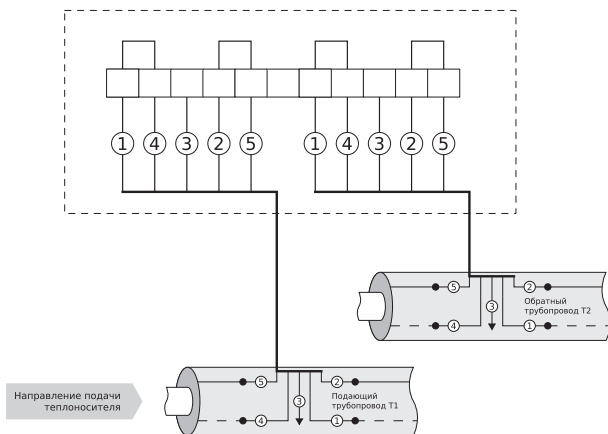 1 4 3 2 5 1 4 3 2 5
5 2
3
Обратный
трубопровод Т2
4 1
5 2
3
Подающий
трубопровод Т1
4 1
Направление подачи
теплоносителя